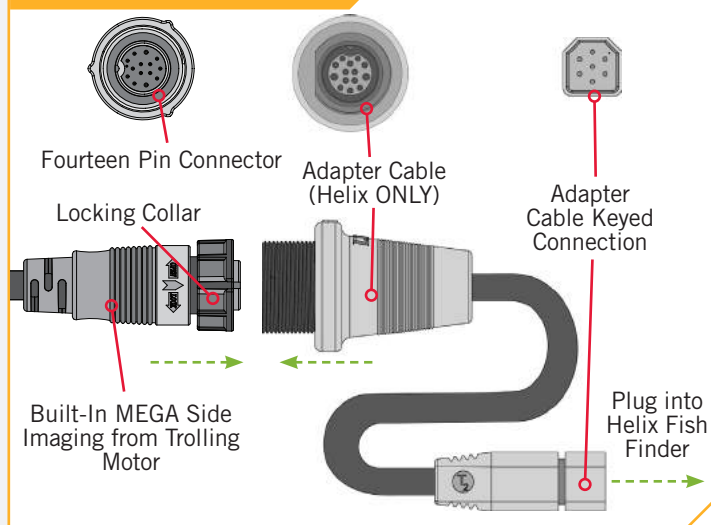 Fourteen Pin Connector
Adapter Cable
(Helix ONLY)
Locking Collar
Adapter
Cable Keyed
Connection
Built-In MEGA Side
Imaging from Trolling
Motor
Plug into
Helix Fish
Finder
T2